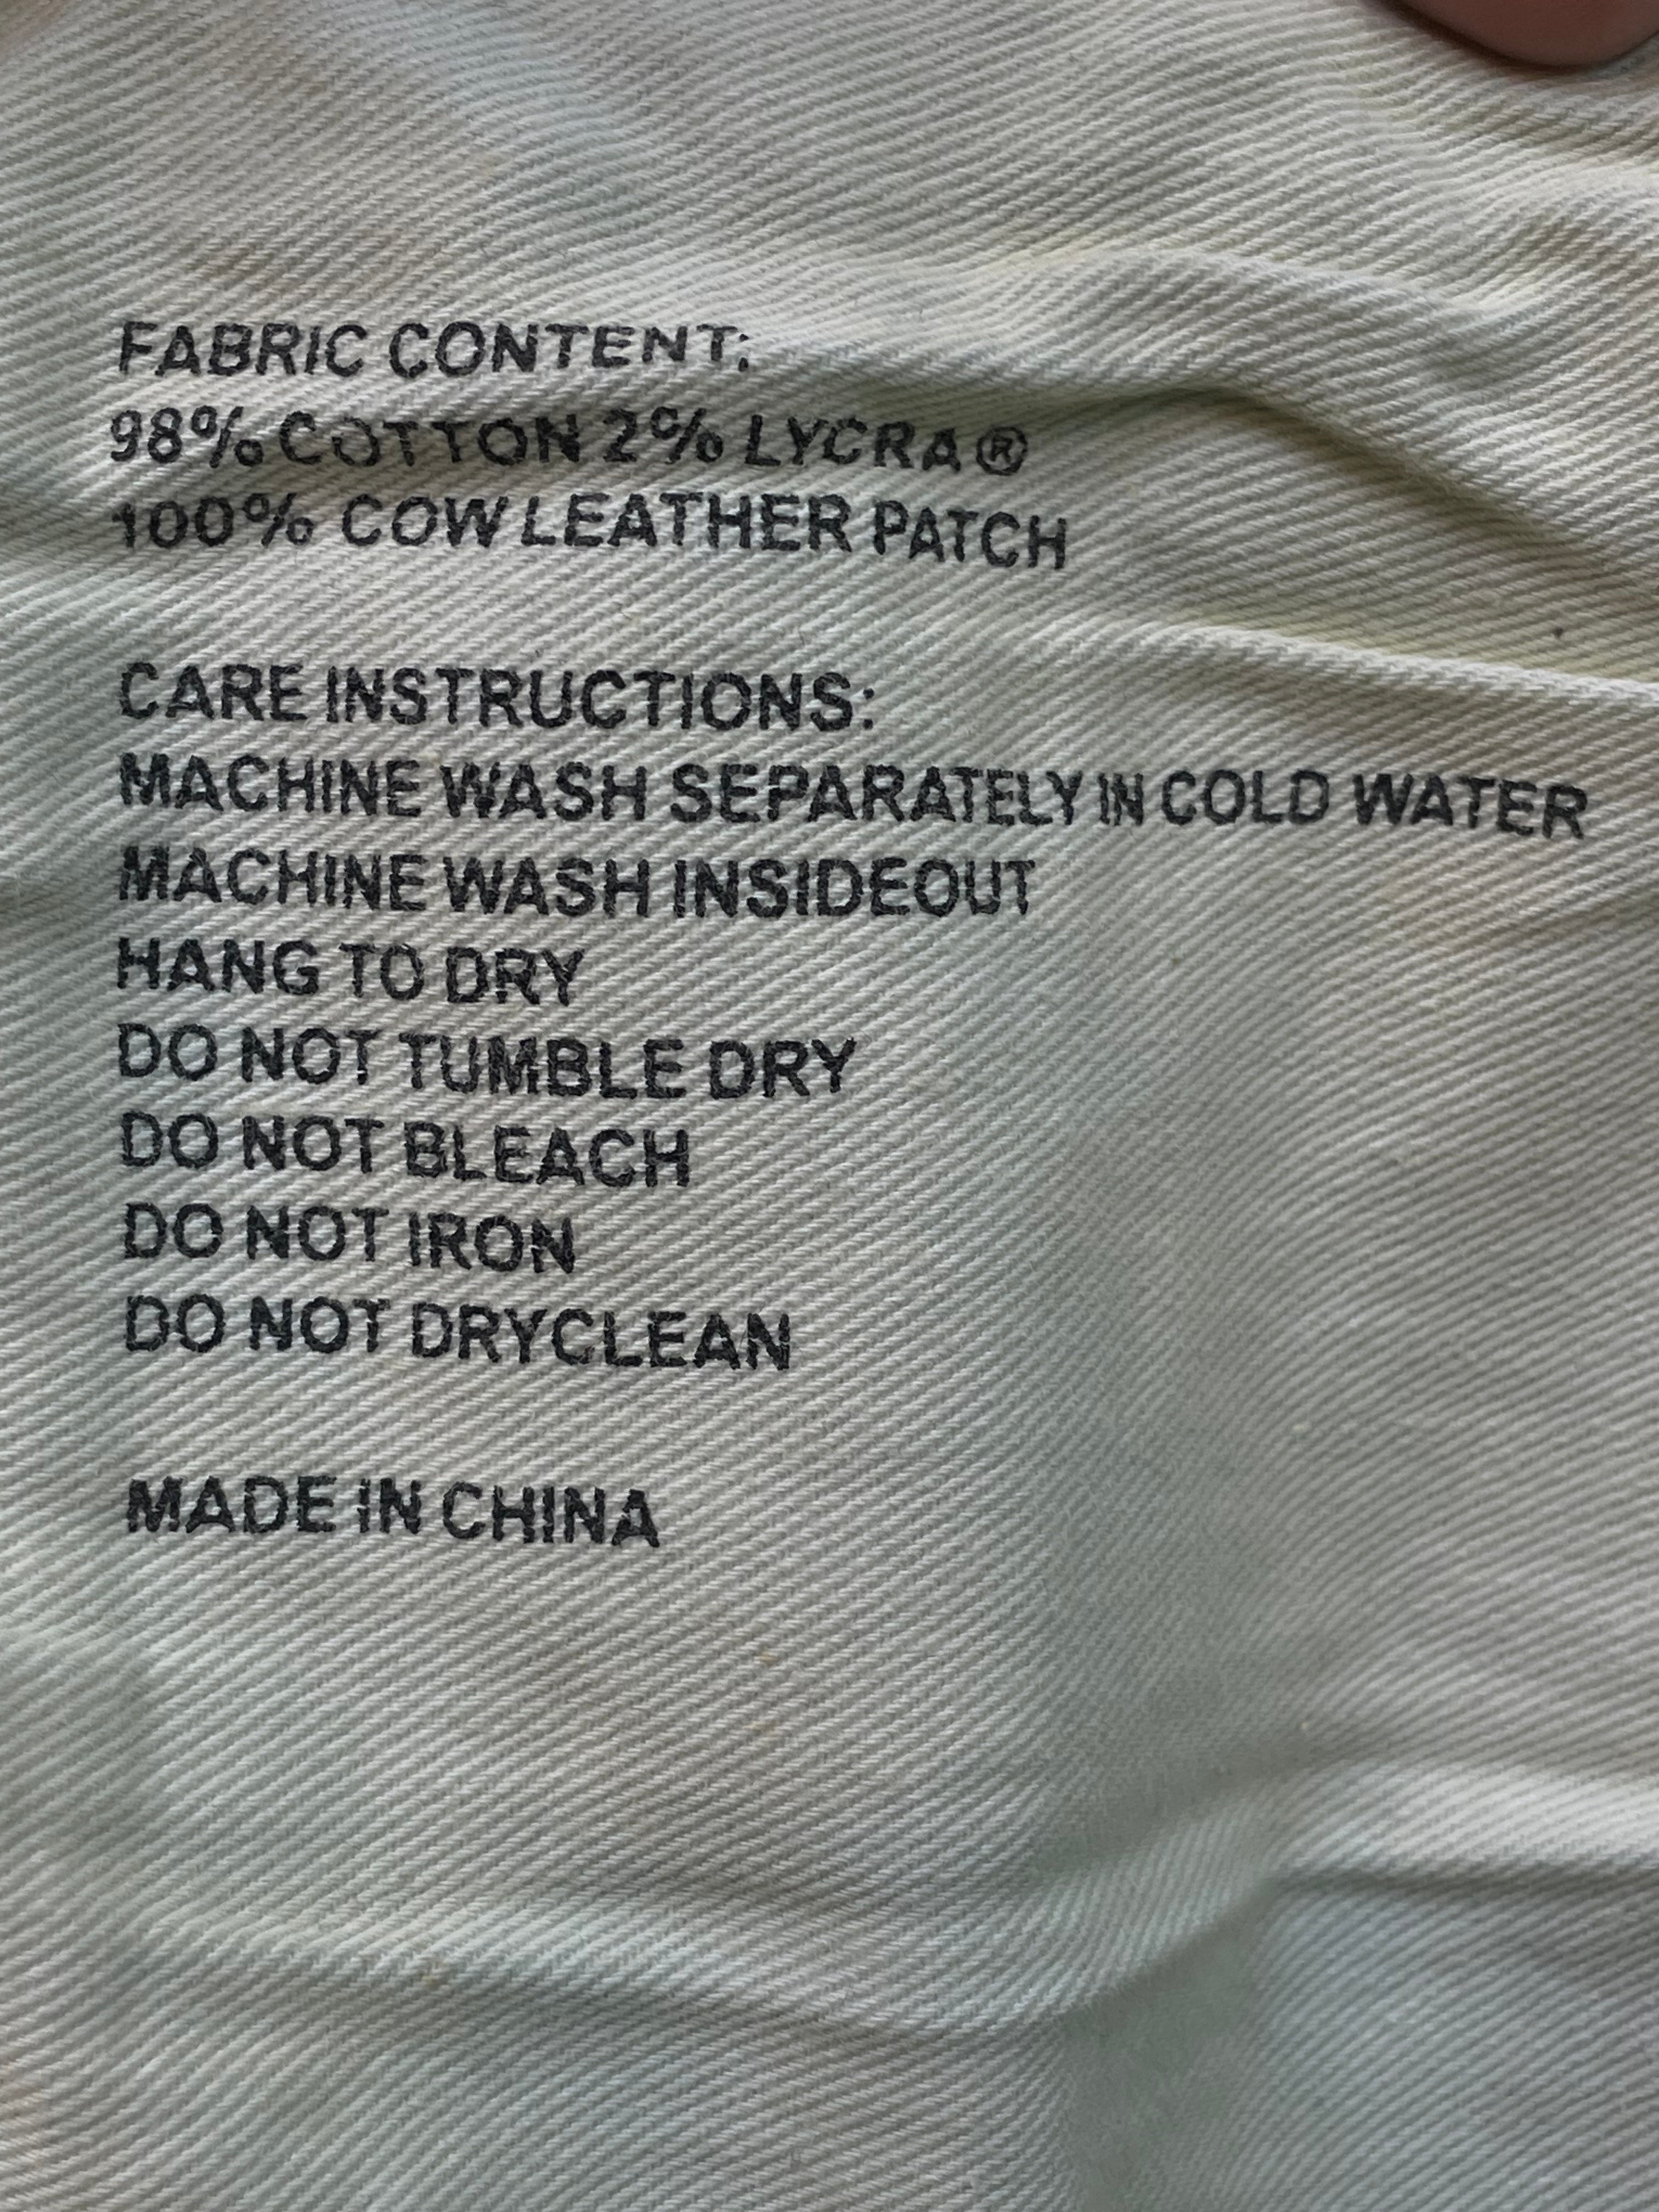 FABRIC CONTENT:
98% COTTON 2% LYCRA®
100% COW LEATHER PATCH
CARE INSTRUCTIONS:
MACHINE WASH SEPARATELY IN COLD WATER
MACHINE WASH INSIDEOUT
HANG TO DRY
DO NOT TUMBLE DRY
DO NOT BLEACH
DO NOT IRON
DO NOT DRYCLEAN
MADE IN CHINA